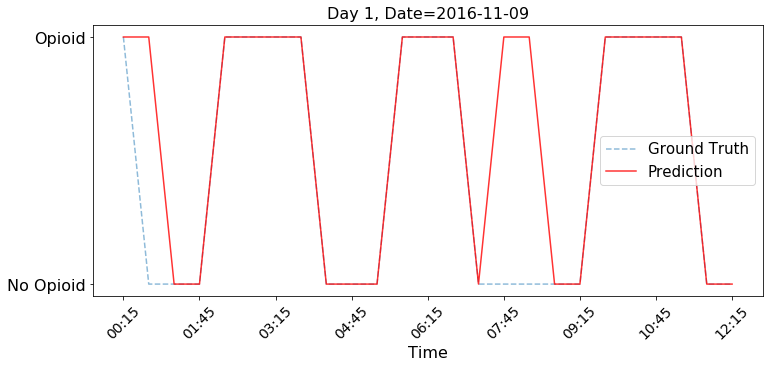 Day 1, Date=2016-11-09
Opioid
Ground Truth
Prediction
No Opioid
00:15 01:45 03:15 04:45 06:15 07:45 09:15 10:45 12:15
Time